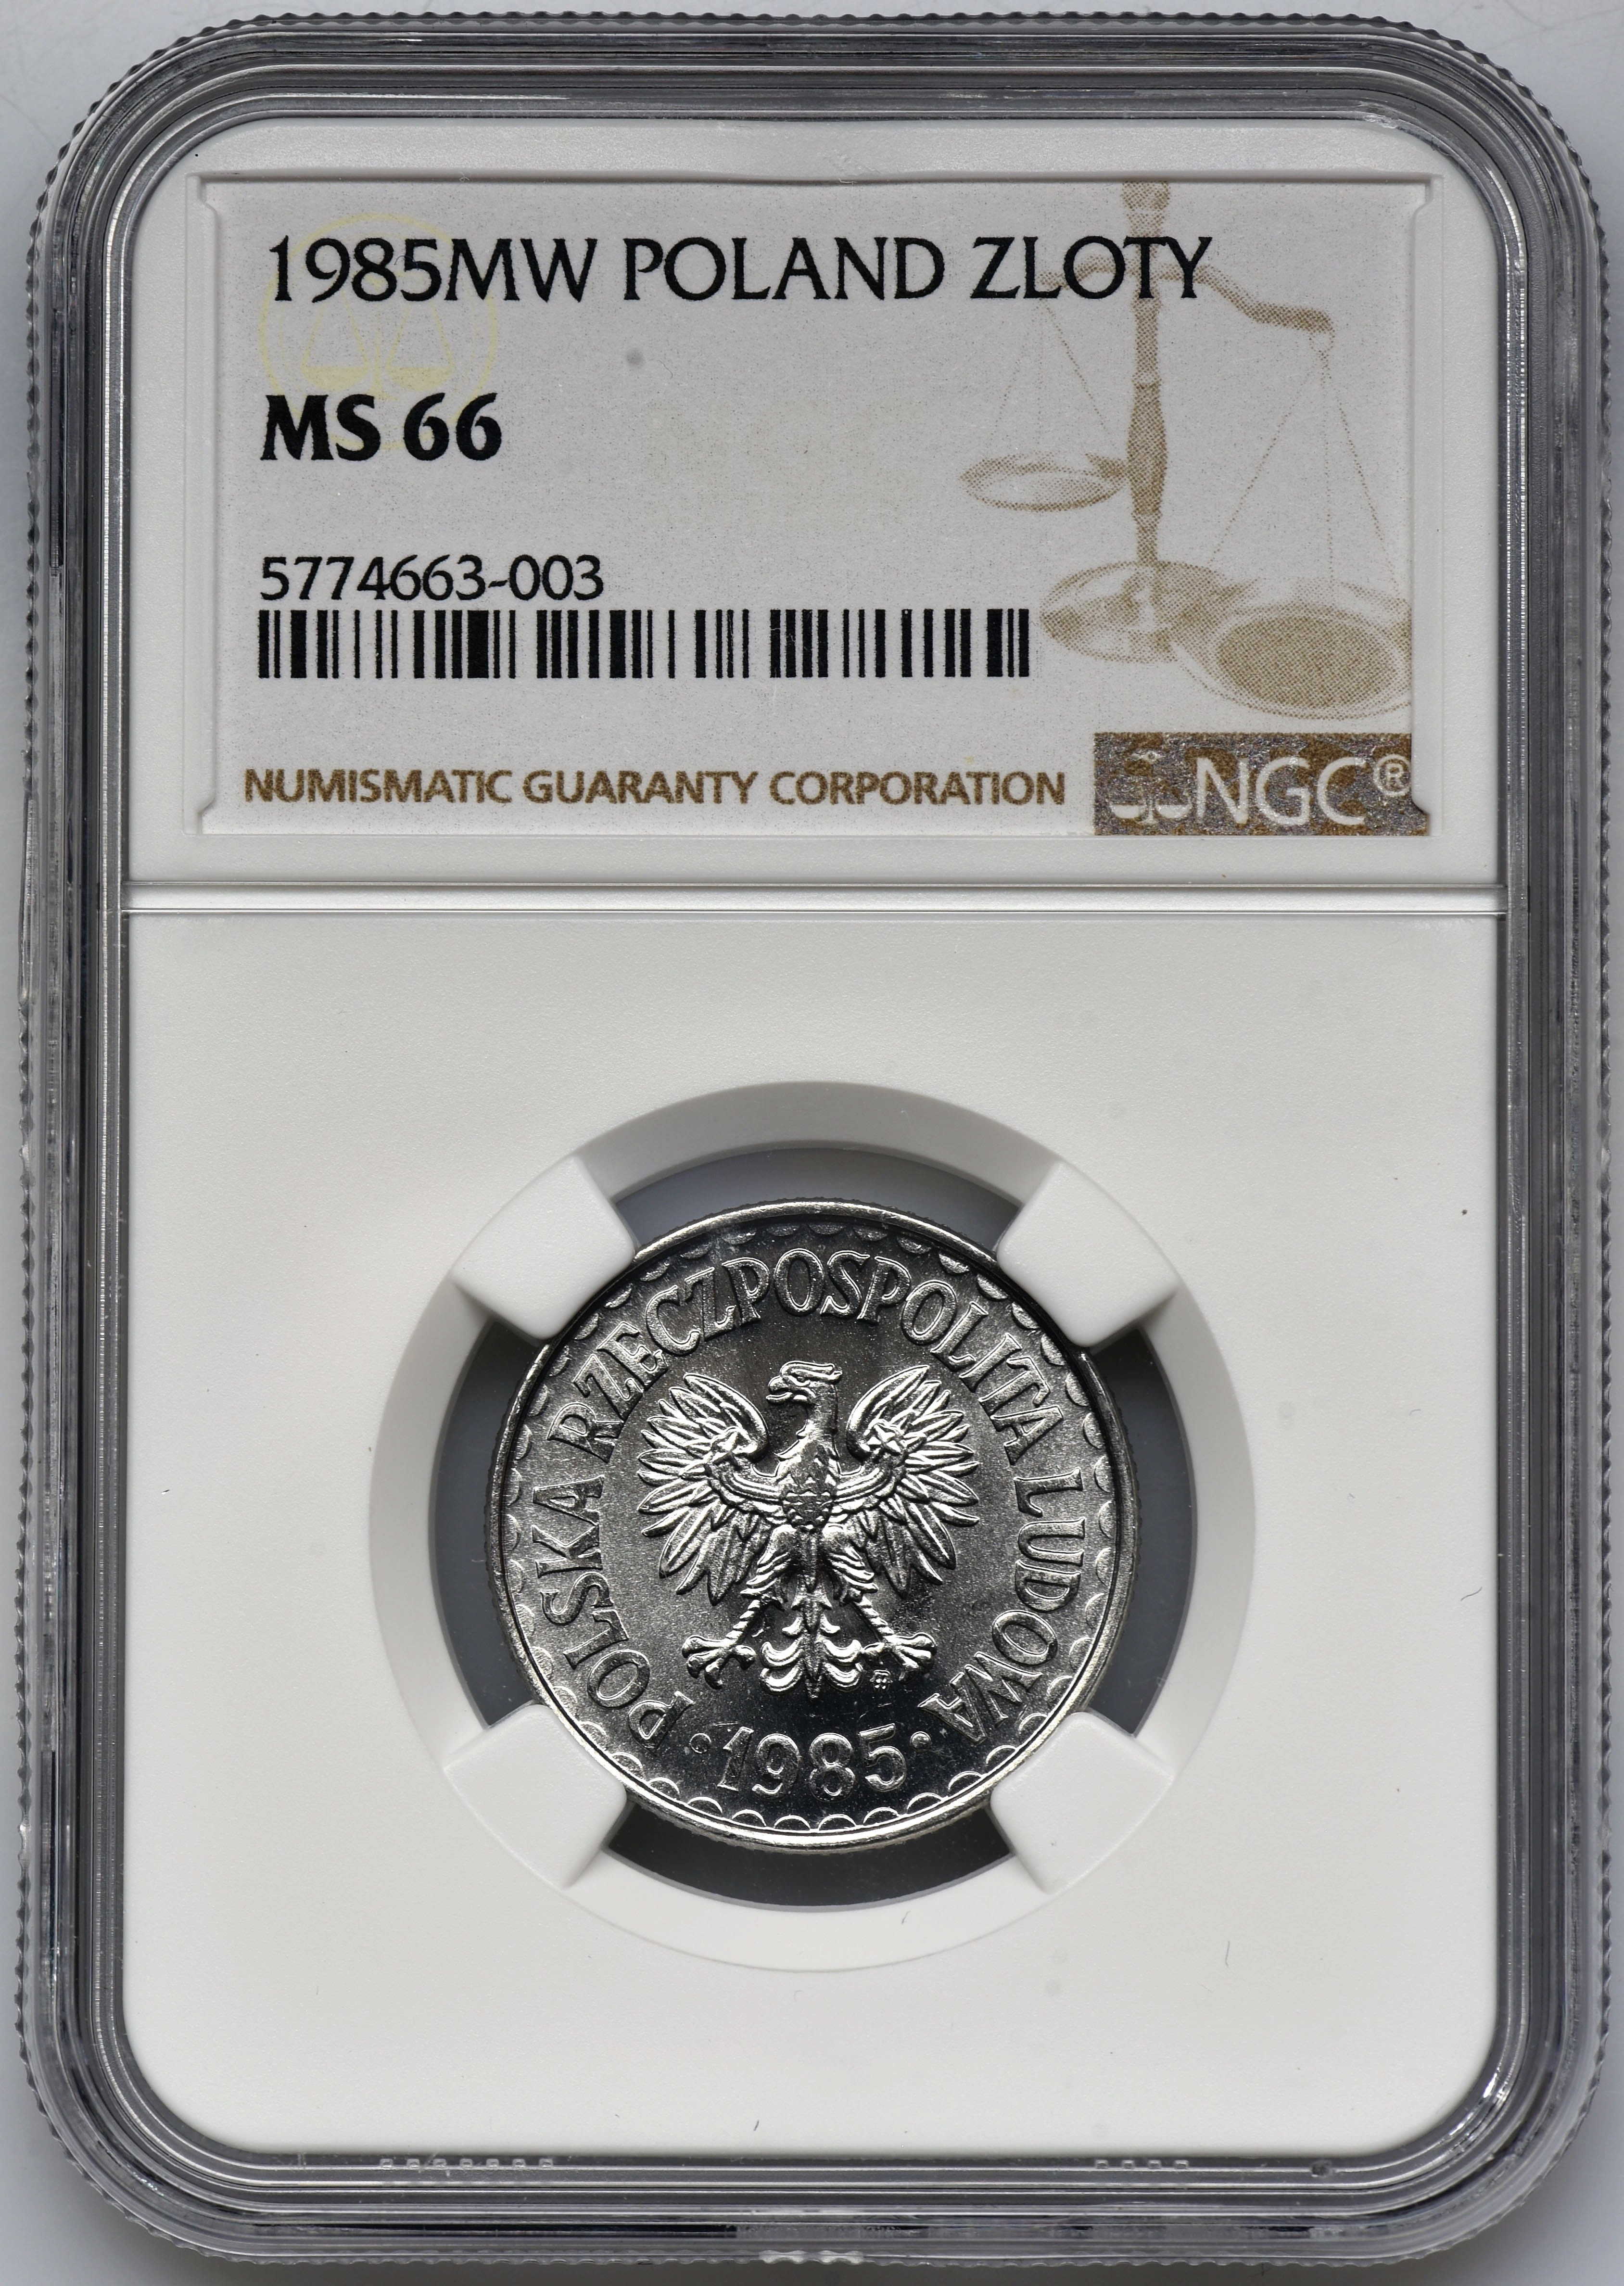 1985MW POLAND ZLOTY
MS 66
5774663-003
NUMISMATIC GUARANTY CORPORATION
NGC®
POLSKA RZECZPOSPOLITA LUDOWA
·1985·